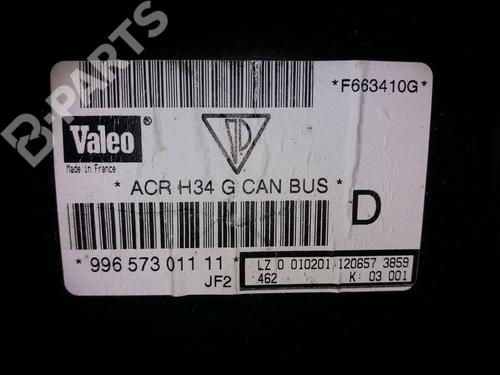 B-PARTS
*F663410G*
Valeo®
Made in France
* ACR H34 G CAN BUS *
D
*996 573 011 11*
JF2
LZ 0 010201 120657 3859
462 K: 03 001